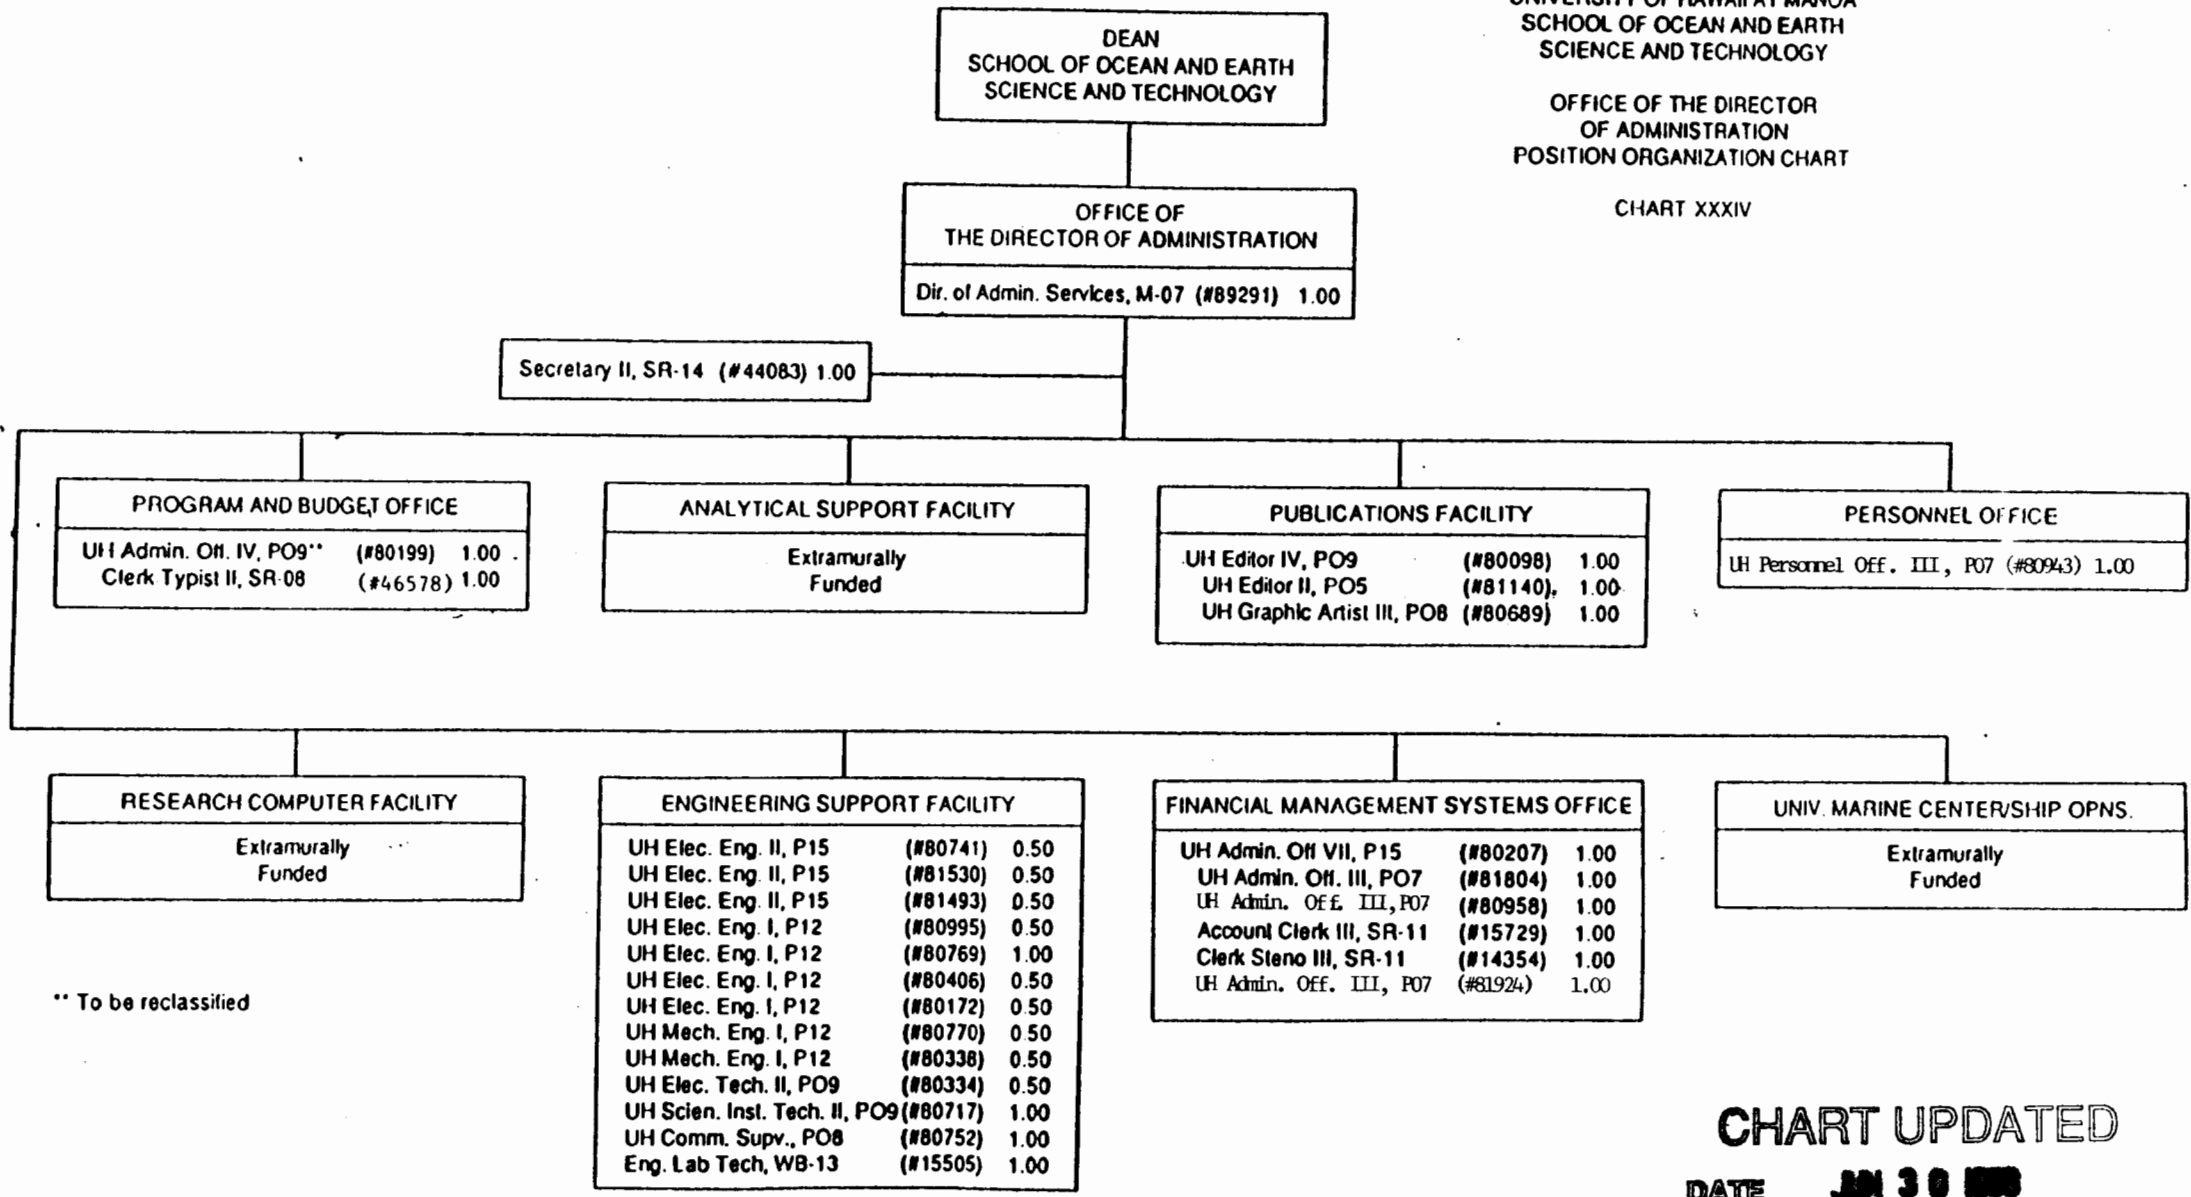 UNIVERSITY OF HAWAII AT MANOA
SCHOOL OF OCEAN AND EARTH
SCIENCE AND TECHNOLOGY
OFFICE OF THE DIRECTOR
OF ADMINISTRATION
POSITION ORGANIZATION CHART
CHART XXXIV
DEAN
SCHOOL OF OCEAN AND EARTH
SCIENCE AND TECHNOLOGY
OFFICE OF
THE DIRECTOR OF ADMINISTRATION
Dir. of Admin. Services, M-07 (#89291) 1.00
Secretary II, SR-14 (#44083) 1.00
PROGRAM AND BUDGET OFFICE
UH Admin. Off. IV, PO9** (#80199) 1.00
Clerk Typist II, SR-08 (#46578) 1.00
ANALYTICAL SUPPORT FACILITY
Extramurally
Funded
PUBLICATIONS FACILITY
UH Editor IV, PO9 (#80098) 1.00
UH Editor II, PO5 (#81140), 1.00
UH Graphic Artist III, PO8 (#80689) 1.00
PERSONNEL OFFICE
UH Personnel Off. III, P07 (#80943) 1.00
RESEARCH COMPUTER FACILITY
Extramurally
Funded
ENGINEERING SUPPORT FACILITY
UH Elec. Eng. II, P15 (#80741) 0.50
UH Elec. Eng. II, P15 (#81530) 0.50
UH Elec. Eng. II, P15 (#81493) 0.50
UH Elec. Eng. I, P12 (#80995) 0.50
UH Elec. Eng. I, P12 (#80769) 1.00
UH Elec. Eng. I, P12 (#80406) 0.50
UH Elec. Eng. I, P12 (#80172) 0.50
UH Mech. Eng. I, P12 (#80770) 0.50
UH Mech. Eng. I, P12 (#80338) 0.50
UH Elec. Tech. II, PO9 (#80334) 0.50
UH Scien. Inst. Tech. II, PO9 (#80717) 1.00
UH Comm. Supv., PO8 (#80752) 1.00
Eng. Lab Tech, WB-13 (#15505) 1.00
FINANCIAL MANAGEMENT SYSTEMS OFFICE
UH Admin. Off VII, P15 (#80207) 1.00
UH Admin. Off. III, PO7 (#81804) 1.00
UH Admin. Off. III, P07 (#80958) 1.00
Account Clerk III, SR-11 (#15729) 1.00
Clerk Steno III, SR-11 (#14354) 1.00
UH Admin. Off. III, P07 (#81924) 1.00
UNIV. MARINE CENTER/SHIP OPNS.
Extramurally
Funded
** To be reclassified
CHART UPDATED
DATE 30